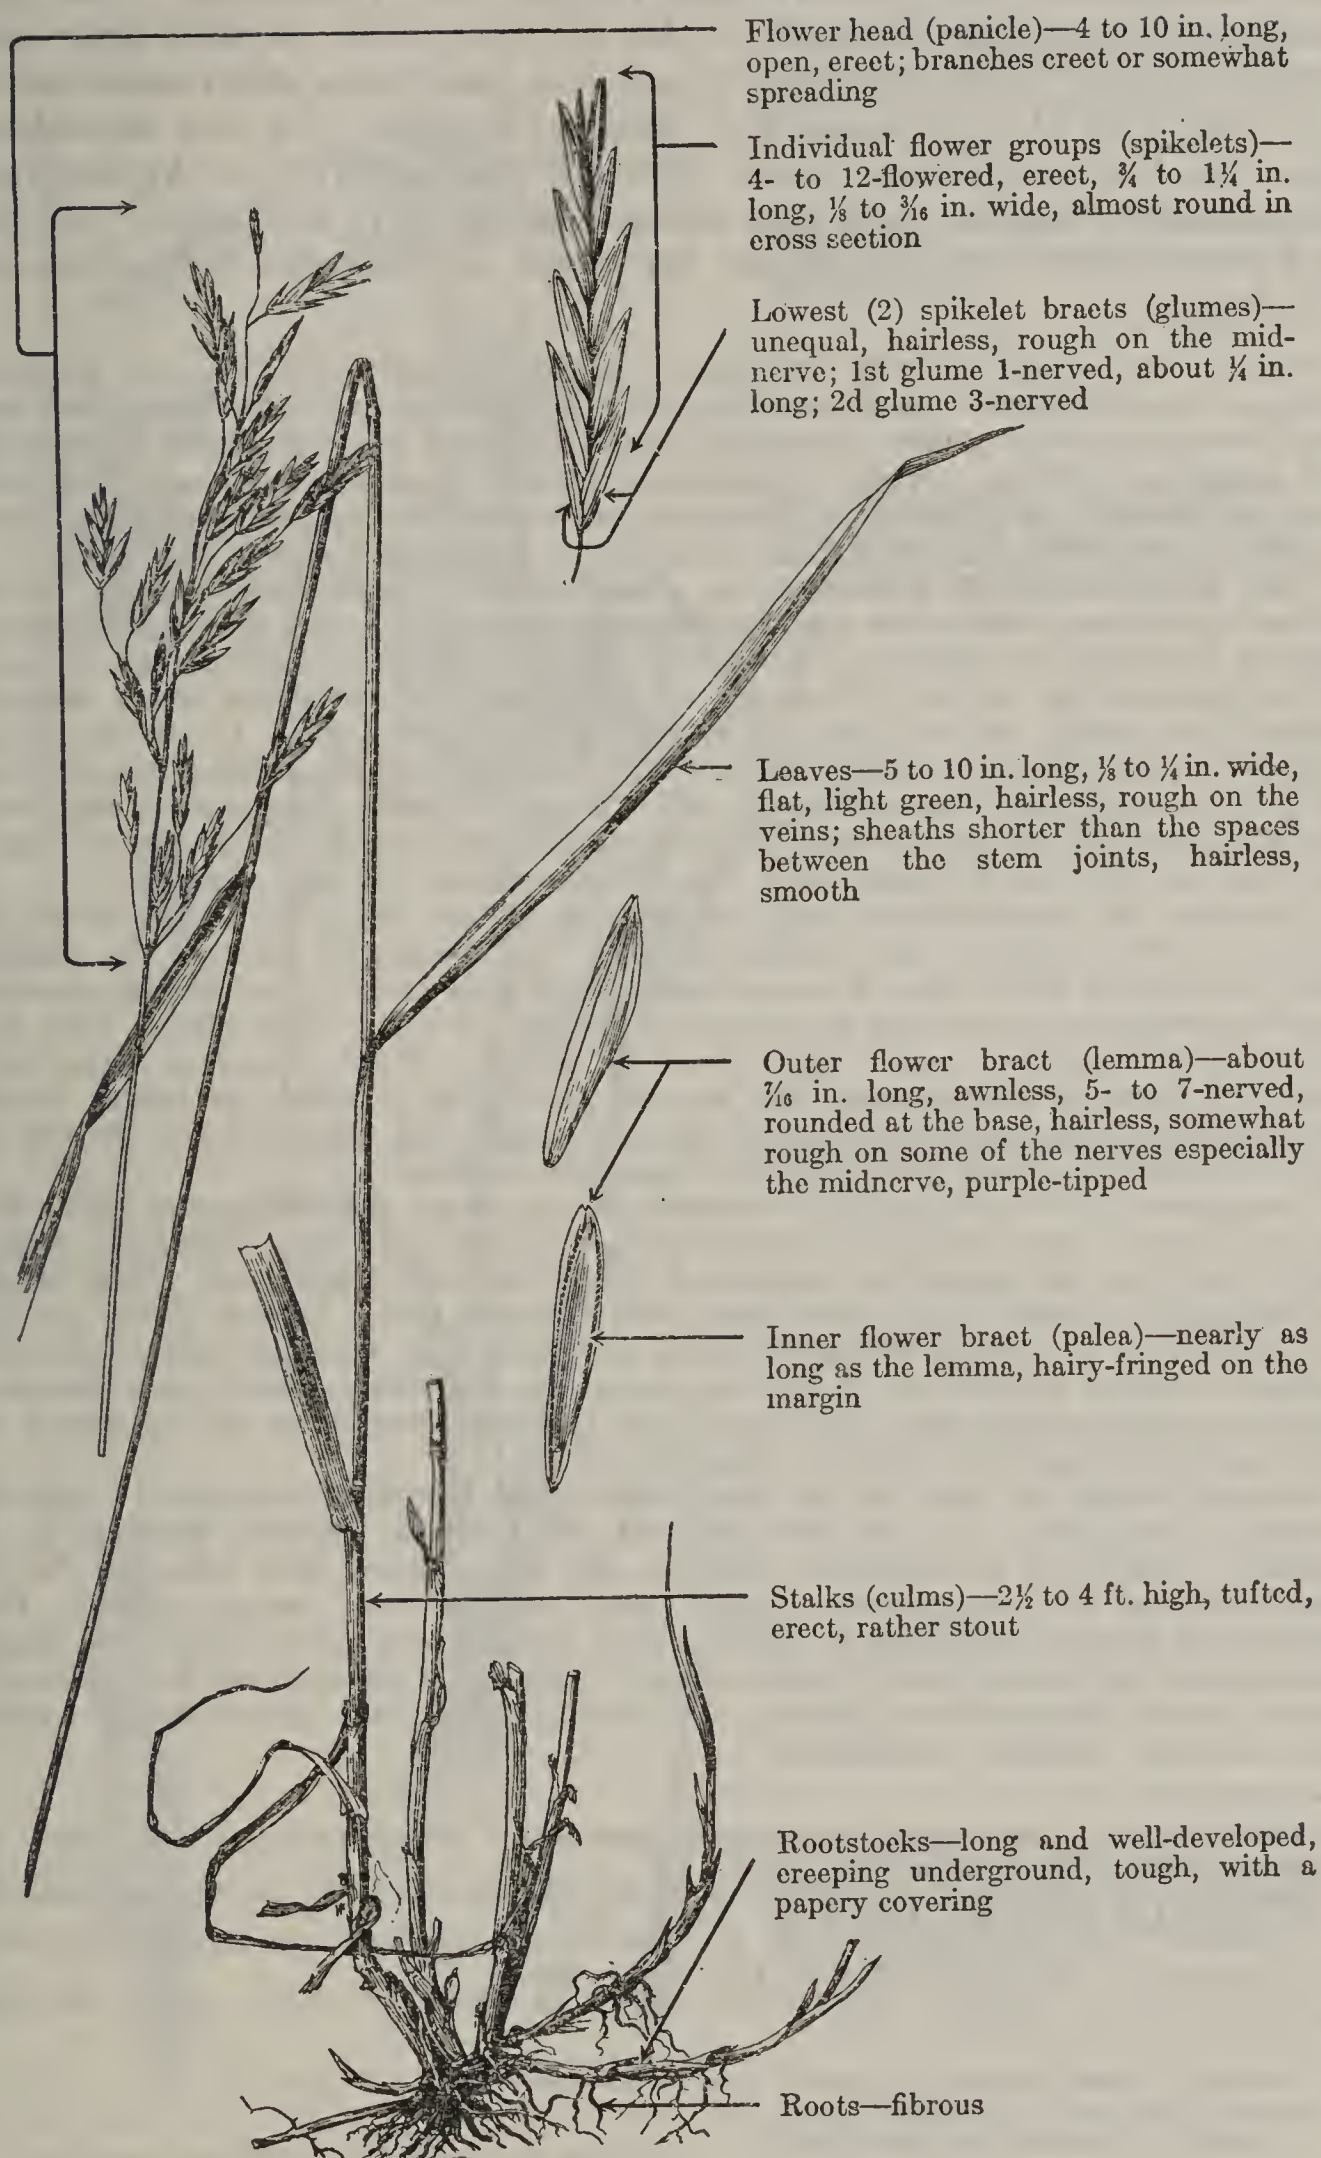 Flower head (panicle)—4 to 10 in. long,
open, erect; branches erect or somewhat
spreading
Individual flower groups (spikelets)—
4- to 12-flowered, erect, ¾ to 1¼ in.
long, ⅛ to 3⁄16 in. wide, almost round in
cross section
Lowest (2) spikelet bracts (glumes)—
unequal, hairless, rough on the mid-
nerve; 1st glume 1-nerved, about ¼ in.
long; 2d glume 3-nerved
Leaves—5 to 10 in. long, ⅛ to ¼ in. wide,
flat, light green, hairless, rough on the
veins; sheaths shorter than the spaces
between the stem joints, hairless,
smooth
Outer flower bract (lemma)—about
7⁄16 in. long, awnless, 5- to 7-nerved,
rounded at the base, hairless, somewhat
rough on some of the nerves especially
the midnerve, purple-tipped
Inner flower bract (palea)—nearly as
long as the lemma, hairy-fringed on the
margin
Stalks (culms)—2½ to 4 ft. high, tufted,
erect, rather stout
Rootstocks—long and well-developed,
creeping underground, tough, with a
papery covering
Roots—fibrous